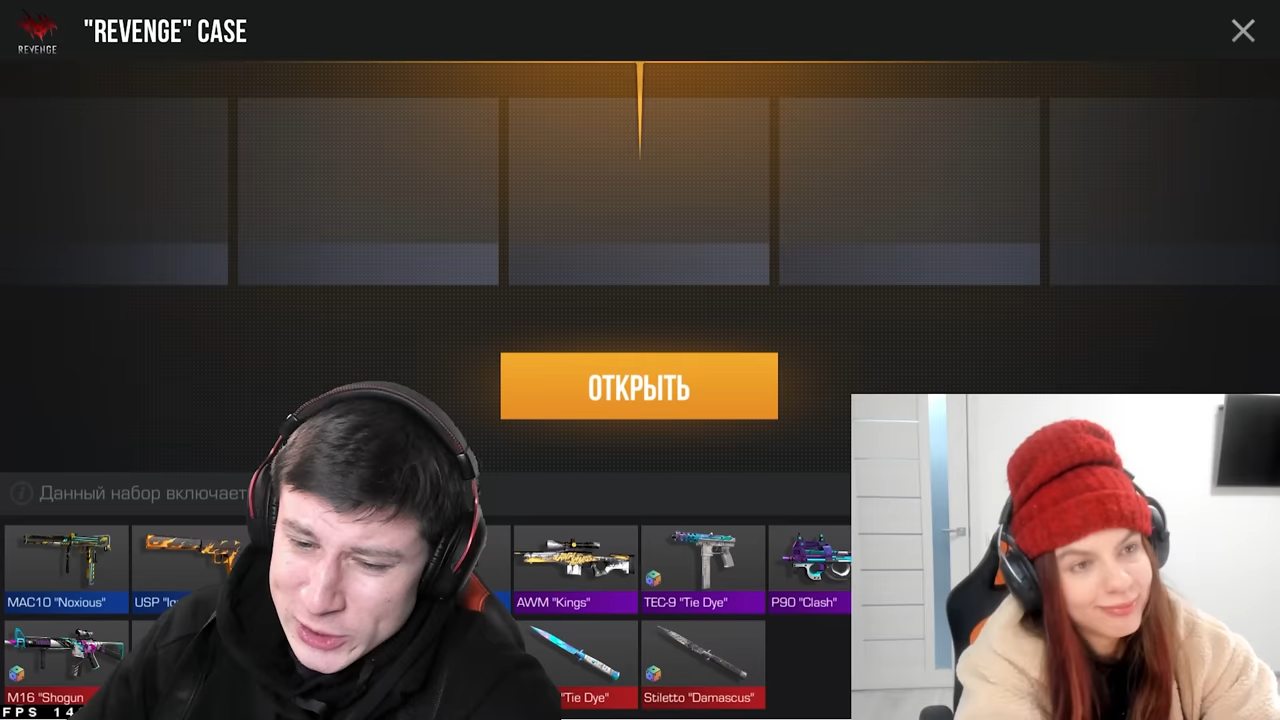 REVENGE
"REVENGE" CASE
ОТКРЫТЬ
Данный набор включает
MAC10 "Noxious"
USP
AWM "Kings"
TEC-9 "Tie Dye"
P90 "Clash"
M16 "Shogun
"Tie Dye"
Stiletto "Damascus"
FPS 14